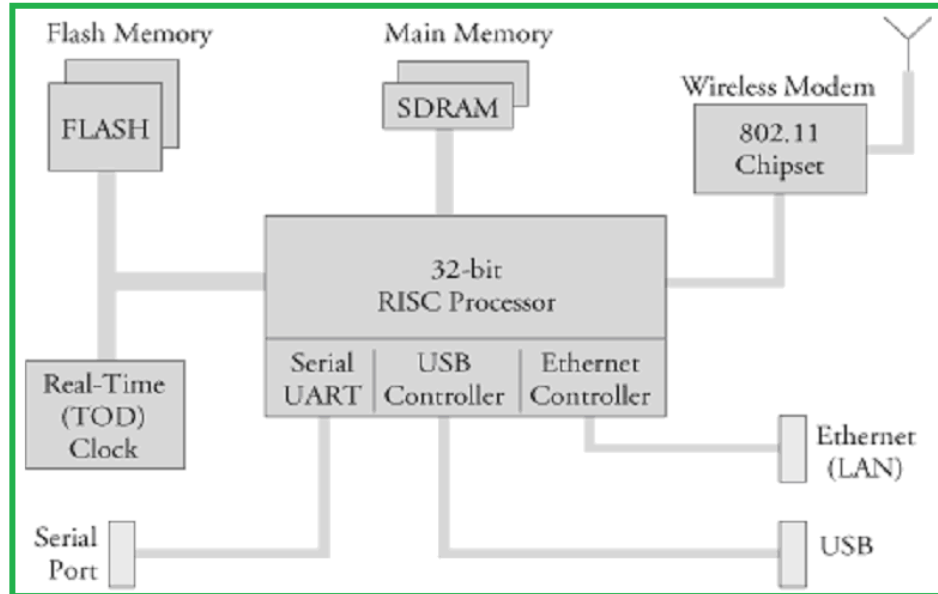 Flash Memory
FLASH
Main Memory
SDRAM
Wireless Modem
802.11
Chipset
32-bit
RISC Processor
Serial
UART
USB
Controller
Ethernet
Controller
Real-Time
(TOD)
Clock
Ethernet
(LAN)
Serial
Port
USB